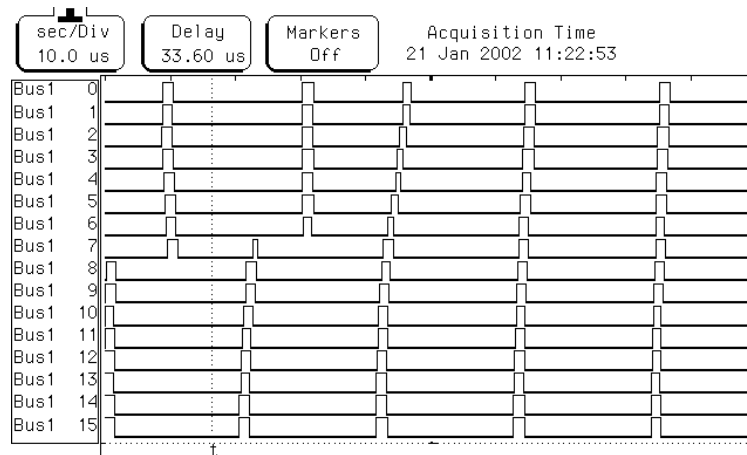 sec/Div
10.0 us
Delay
33.60 us
Markers
Off
Acquisition Time
21 Jan 2002 11:22:53
Bus1 0
Bus1 1
Bus1 2
Bus1 3
Bus1 4
Bus1 5
Bus1 6
Bus1 7
Bus1 8
Bus1 9
Bus1 10
Bus1 11
Bus1 12
Bus1 13
Bus1 14
Bus1 15
t